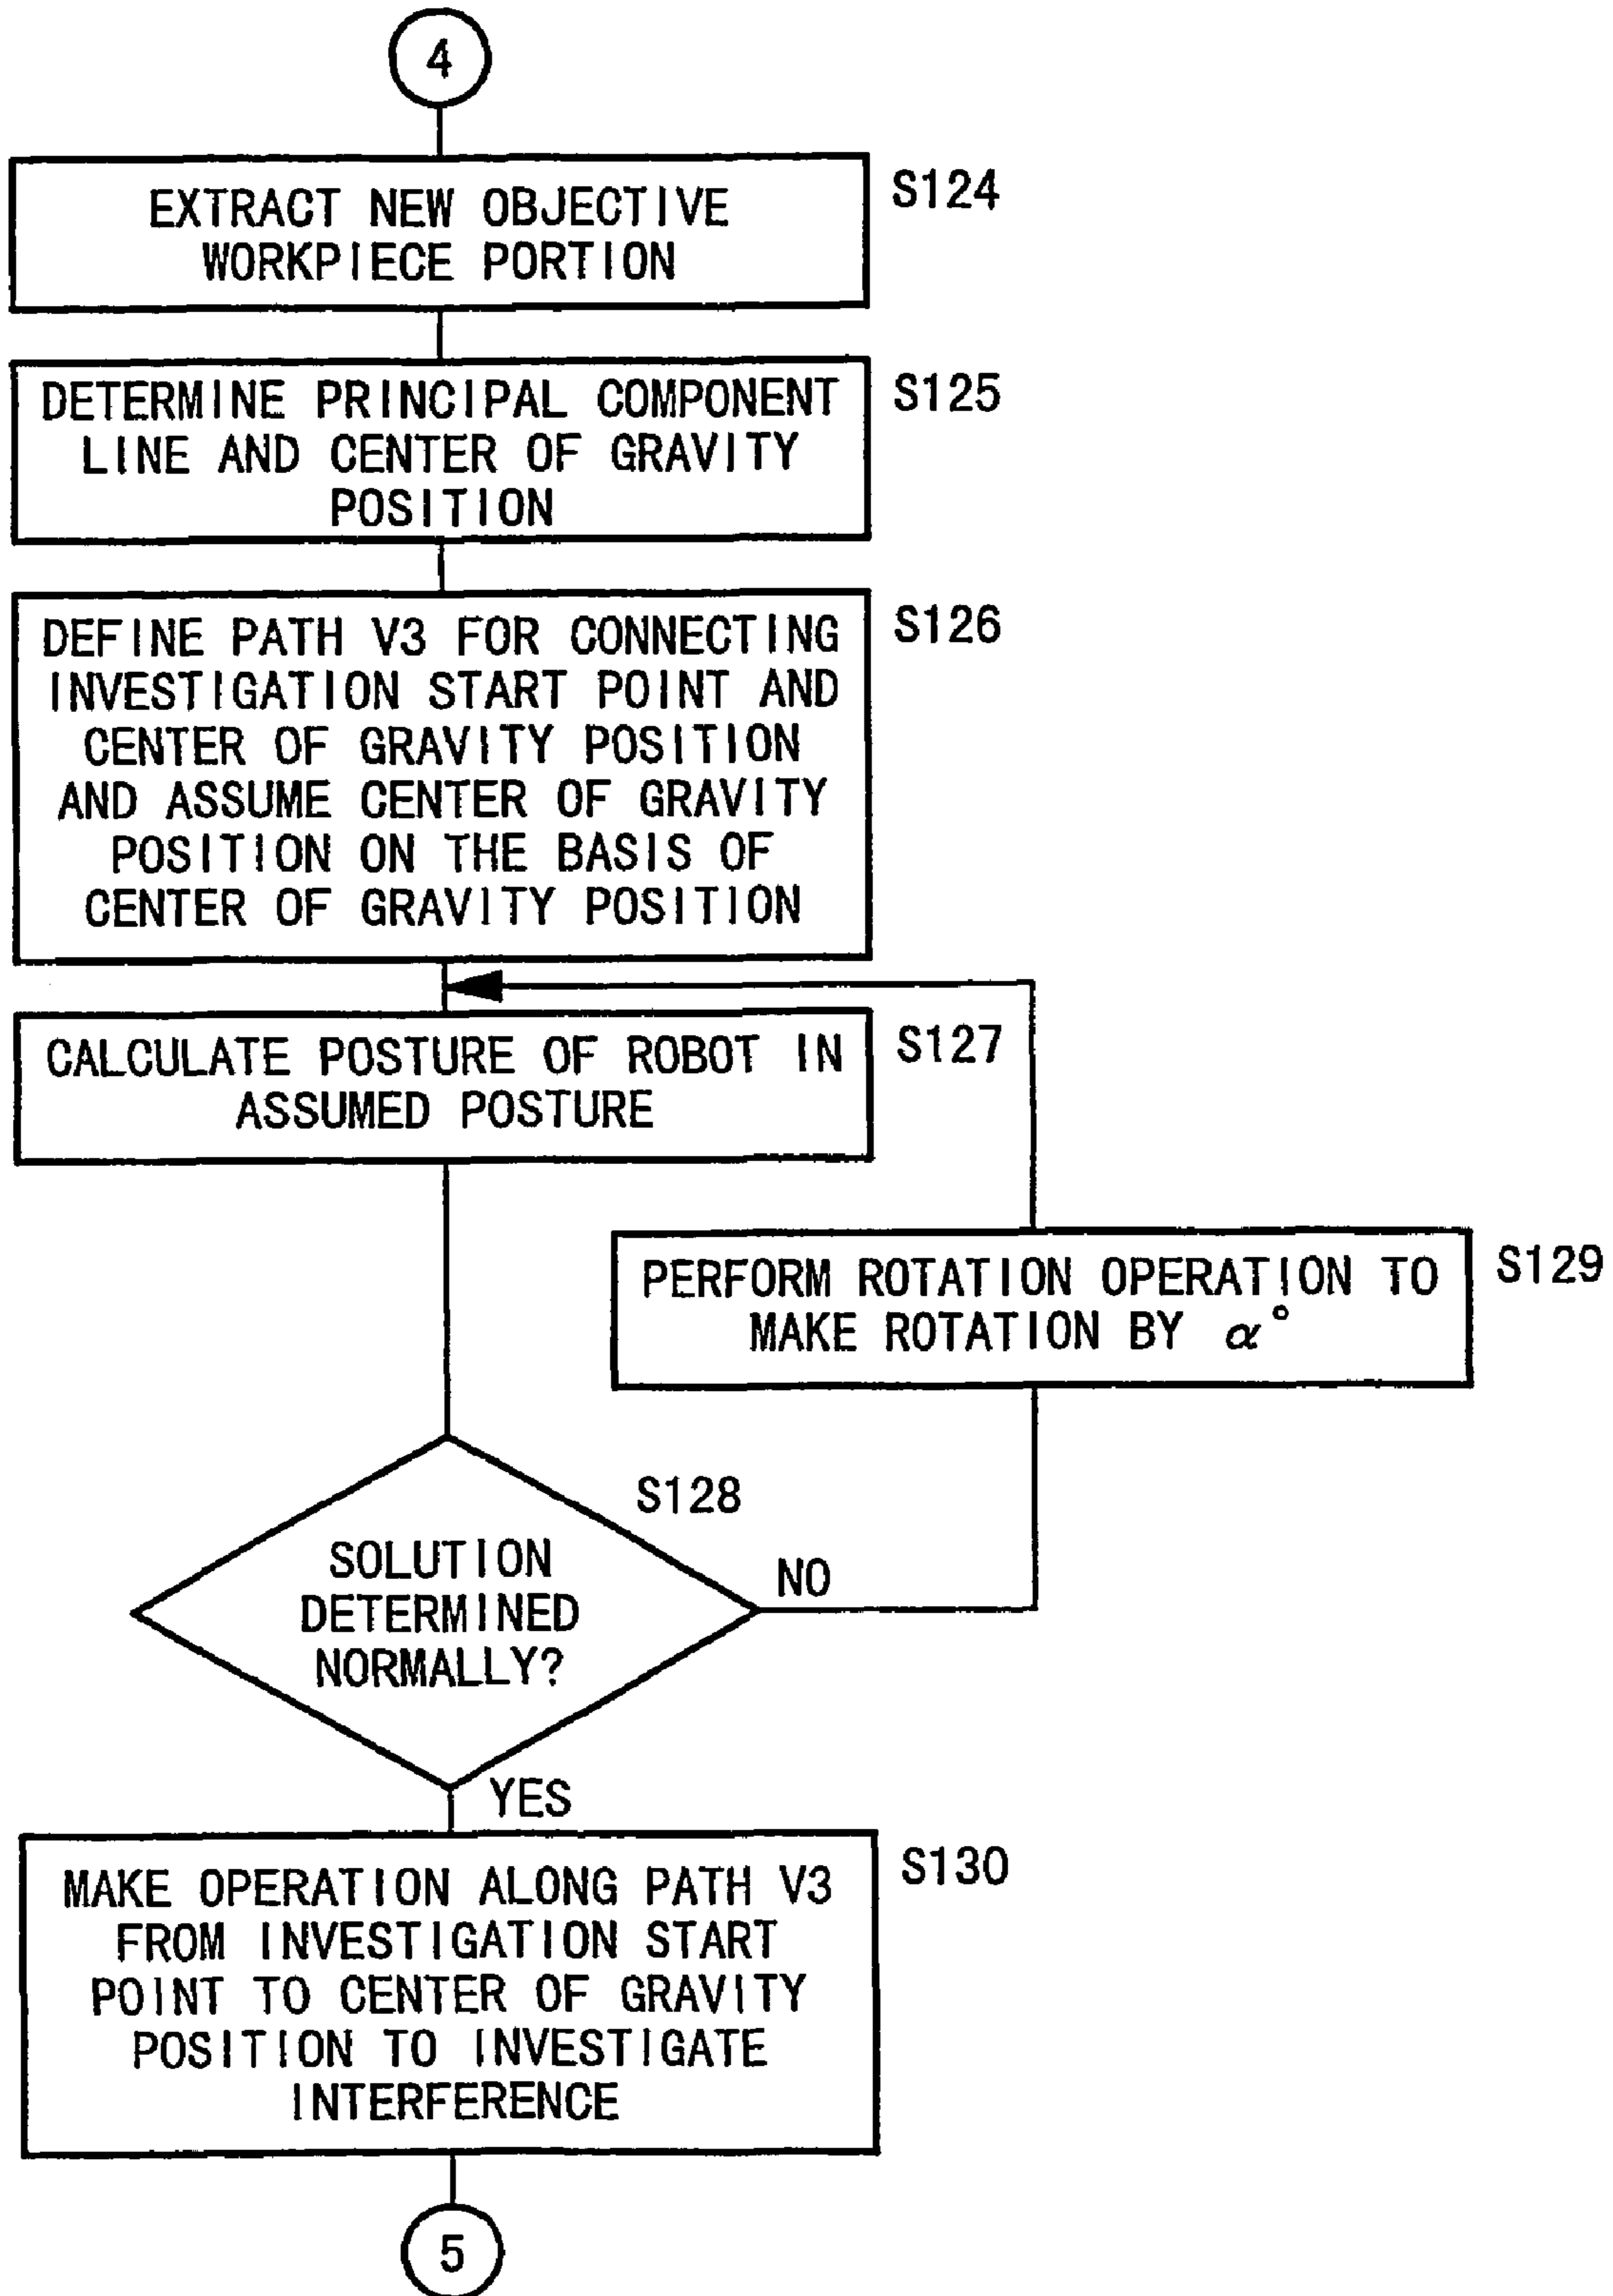 4
S124
EXTRACT NEW OBJECTIVE
WORKPIECE PORTION
S125
DETERMINE PRINCIPAL COMPONENT
LINE AND CENTER OF GRAVITY
POSITION
S126
DEFINE PATH V3 FOR CONNECTING
INVESTIGATION START POINT AND
CENTER OF GRAVITY POSITION
AND ASSUME CENTER OF GRAVITY
POSITION ON THE BASIS OF
CENTER OF GRAVITY POSITION
S127
CALCULATE POSTURE OF ROBOT IN
ASSUMED POSTURE
S129
PERFORM ROTATION OPERATION TO
MAKE ROTATION BY α°
S128
SOLUTION
DETERMINED
NORMALLY?
NO
YES
S130
MAKE OPERATION ALONG PATH V3
FROM INVESTIGATION START
POINT TO CENTER OF GRAVITY
POSITION TO INVESTIGATE
INTERFERENCE
5